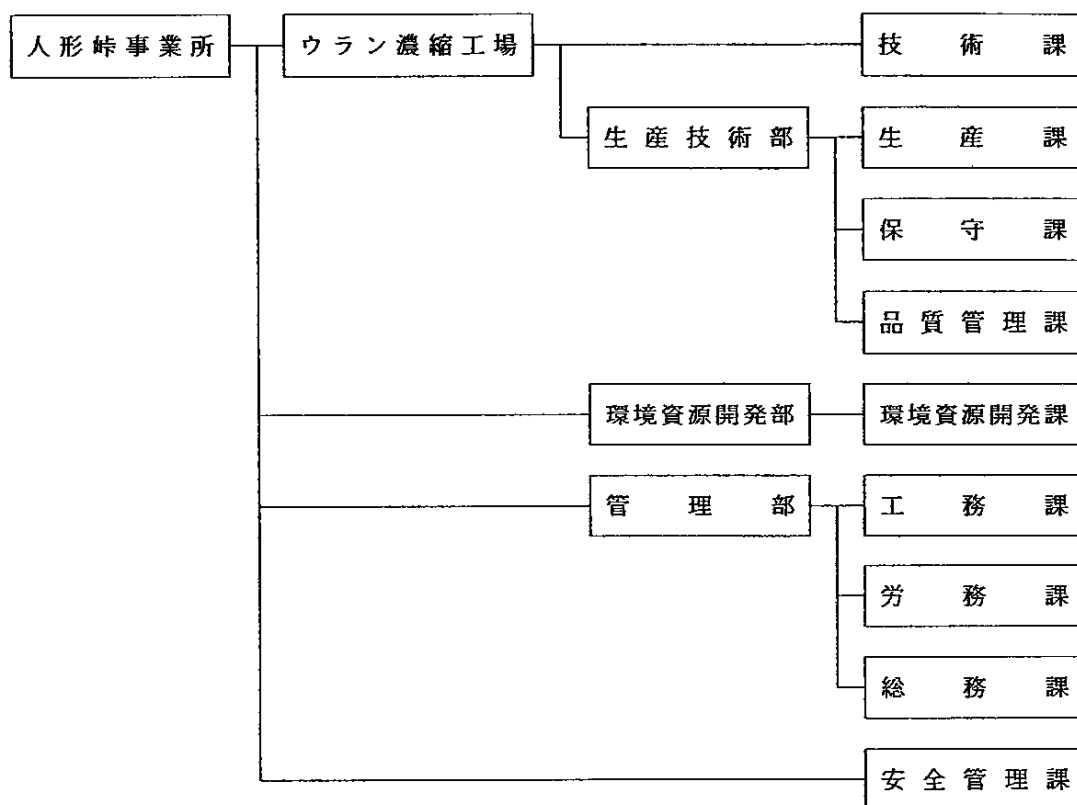 人形峠事業所
ウラン濃縮工場
技術課
生産技術部
生産課
保守課
品質管理課
環境資源開発部
環境資源開発課
管理部
工務課
労務課
総務課
安全管理課